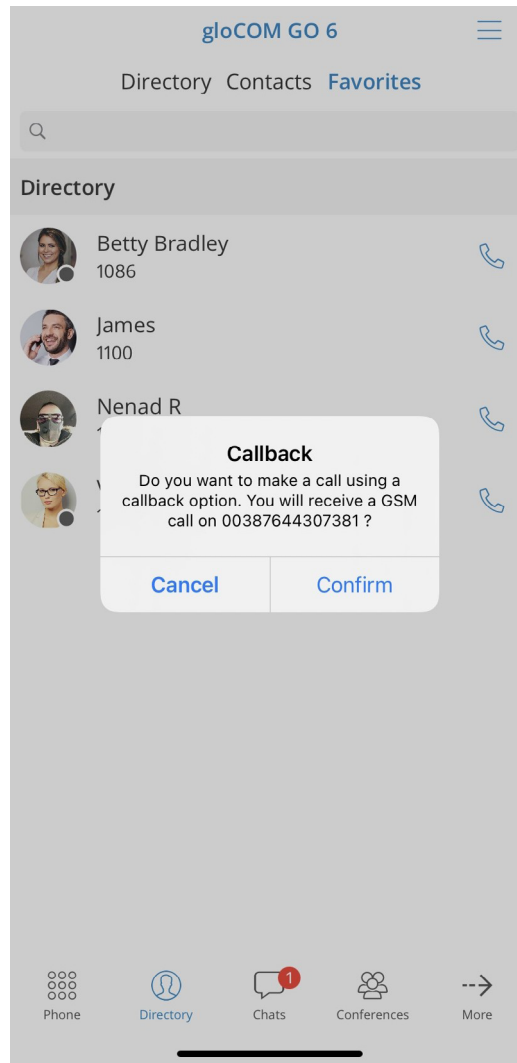 gloCOM GO 6
Directory Contacts Favorites
Directory
Betty Bradley
1086
James
1100
Nenad R
Callback
Do you want to make a call using a
callback option. You will receive a GSM
call on 00387644307381 ?
Cancel Confirm
1
Phone Directory Chats Conferences More